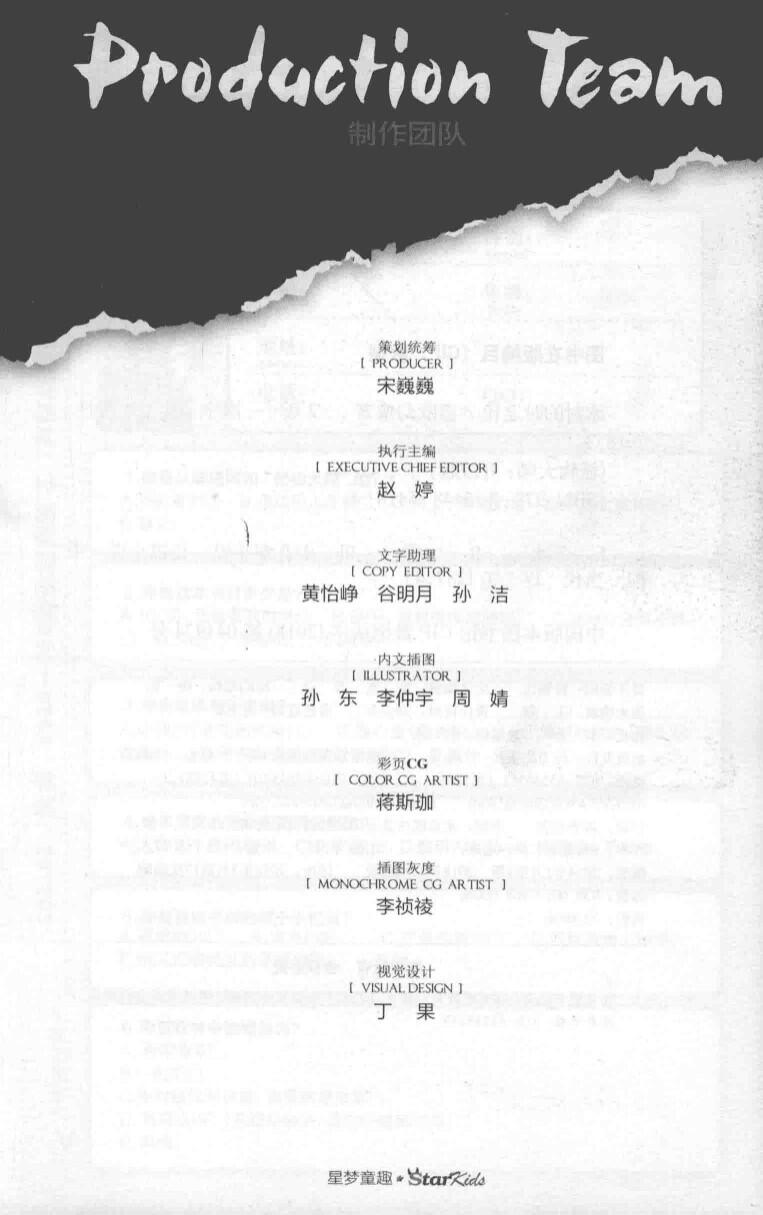 Production Team
制作团队
策划统筹
[ PRODUCER ]
宋巍巍
执行主编
[ EXECUTIVE CHIEF EDITOR ]
赵 婷
文字助理
[ COPY EDITOR ]
黄怡峥 谷明月 孙 洁
内文插图
[ ILLUSTRATOR ]
孙 东 李仲宇 周 婧
彩页CG
[ COLOR CG ARTIST ]
蒋斯珈
插图灰度
[ MONOCHROME CG ARTIST ]
李祯祾
视觉设计
[ VISUAL DESIGN ]
丁 果
星梦童趣 StarKids